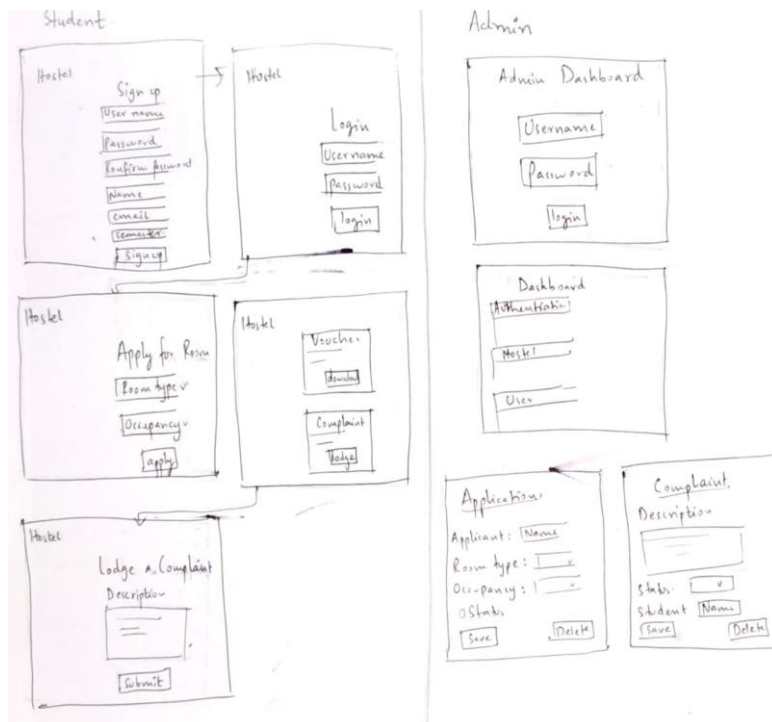 Student
Hostel
Sign up
User name
Password
Confirm Password
Name
email
semester
Sign up
Hostel
Login
Username
password
login
Hostel
Apply for Room
Room type
Occupancy
apply
Hostel
Voucher
download
Complaint
lodge
Hostel
Lodge a Complaint
Description
Submit
Admin
Admin Dashboard
Username
Password
login
Dashboard
Authentication
Hostel
User
Applications
Applicant: Name
Room type:
Occupancy:
Status
Save Delete
Complaint
Description
Status
Student Name
Save Delete